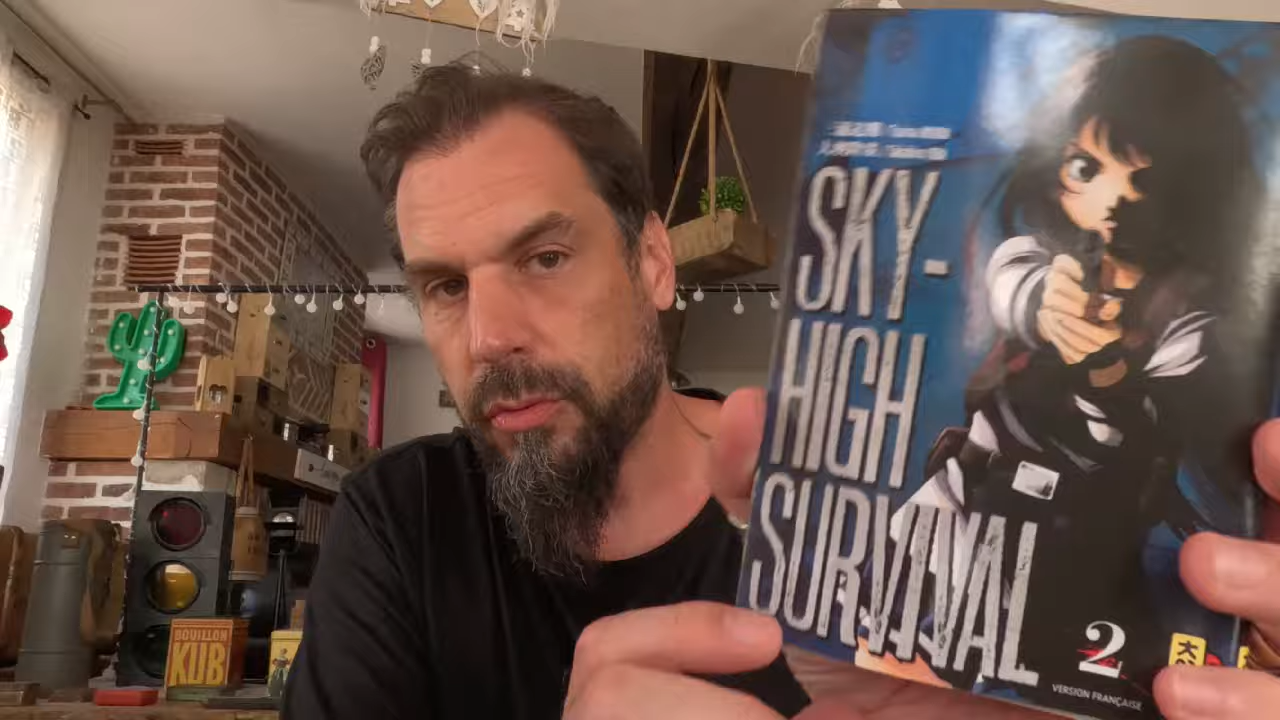 SKY-
HIGH
SURVIVAL
2
VERSION FRANÇAISE
BOUILLON
KUB